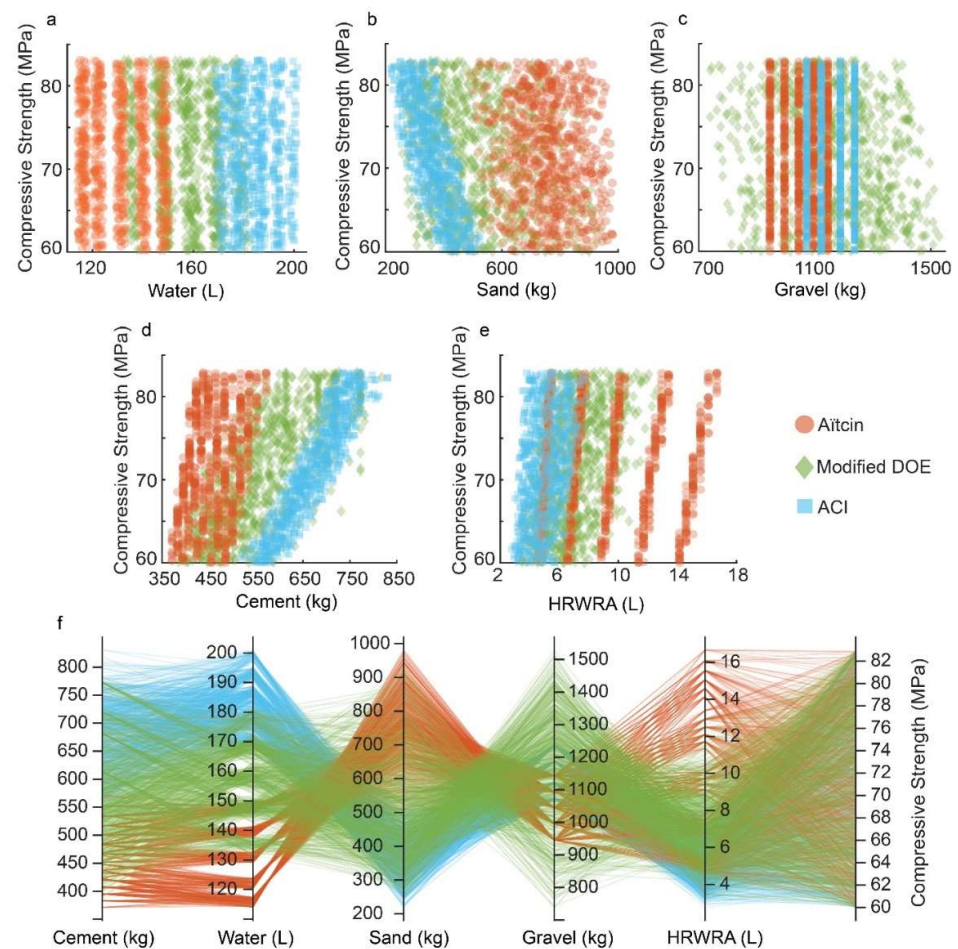 a
b
c
Compressive Strength (MPa)
80
70
60
120 160 200
Water (L)
Compressive Strength (MPa)
80
70
60
200 600 1000
Sand (kg)
Compressive Strength (MPa)
80
70
60
700 1100 1500
Gravel (kg)
d
e
Compressive Strength (MPa)
80
70
60
350 450 550 650 750 850
Cement (kg)
Compressive Strength (MPa)
80
70
60
2 6 10 14 18
HRWRA (L)
Aïtcin
Modified DOE
ACI
f
800
750
700
650
600
550
500
450
400
Cement (kg)
200
190
180
170
160
150
140
130
120
Water (L)
1000
900
800
700
600
500
400
300
200
Sand (kg)
1500
1400
1300
1200
1100
1000
900
800
Gravel (kg)
16
14
12
10
8
6
4
HRWRA (L)
82
80
78
76
74
72
70
68
66
64
62
60
Compressive Strength (MPa)